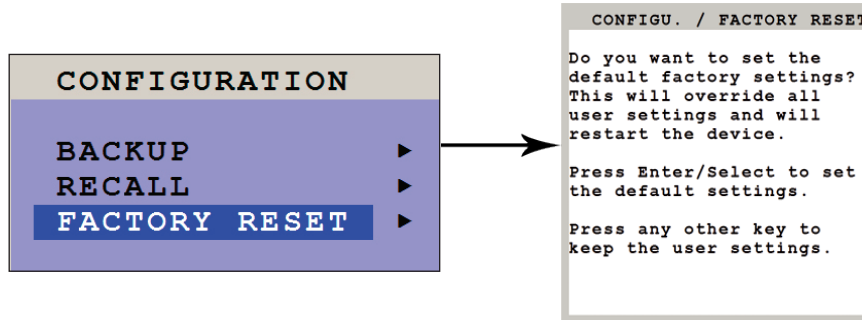 CONFIGURATION
BACKUP
RECALL
FACTORY RESET
CONFIGU. / FACTORY RESET
Do you want to set the
default factory settings?
This will override all
user settings and will
restart the device.
Press Enter/Select to set
the default settings.
Press any other key to
keep the user settings.